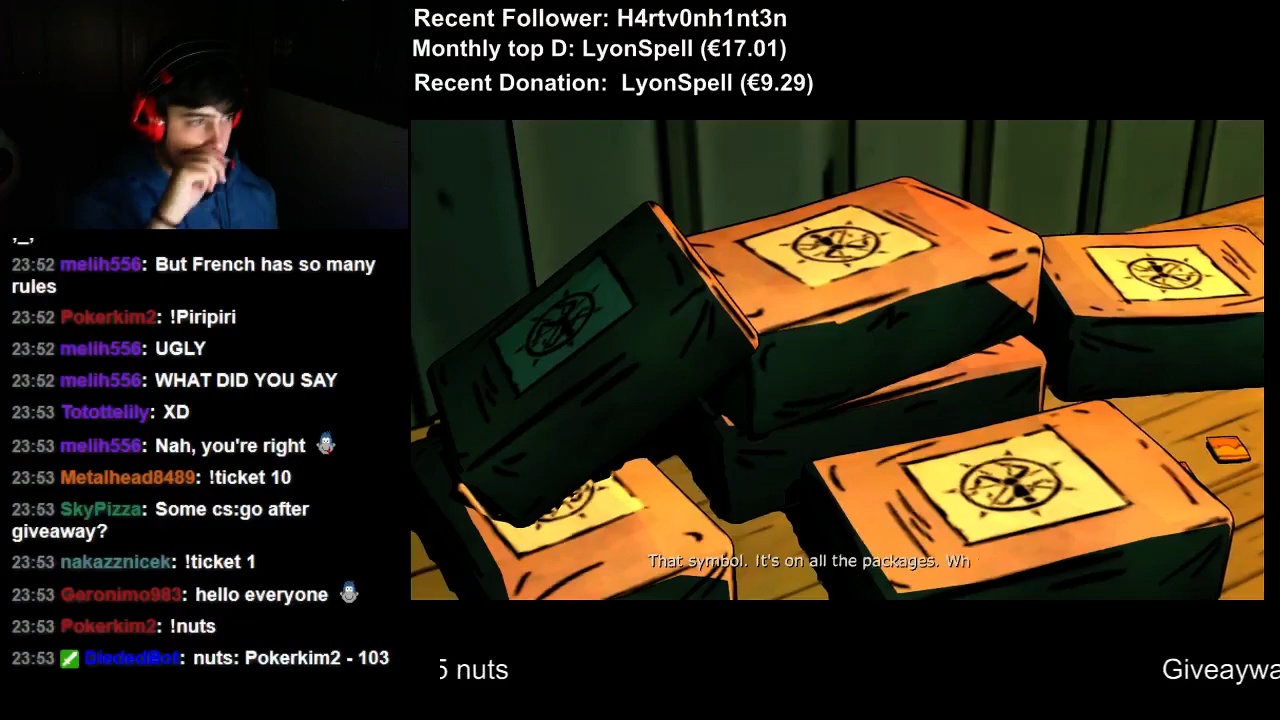 Recent Follower: H4rtv0nh1nt3n
Monthly top D: LyonSpell (€17.01)
Recent Donation: LyonSpell (€9.29)
;_;
23:52 melih556: But French has so many
rules
23:52 Pokerkim2: !Piripiri
23:52 melih556: UGLY
23:52 melih556: WHAT DID YOU SAY
23:53 Totottelily: XD
23:53 melih556: Nah, you're right
23:53 Metalhead8489: !ticket 10
23:53 SkyPizza: Some cs:go after
giveaway?
23:53 nakazznicek: !ticket 1
23:53 Geronimo983: hello everyone
23:53 Pokerkim2: !nuts
23:53 DiededBot: nuts: Pokerkim2 - 103
That symbol. It's on all the packages. Wh
5 nuts
Giveaywa